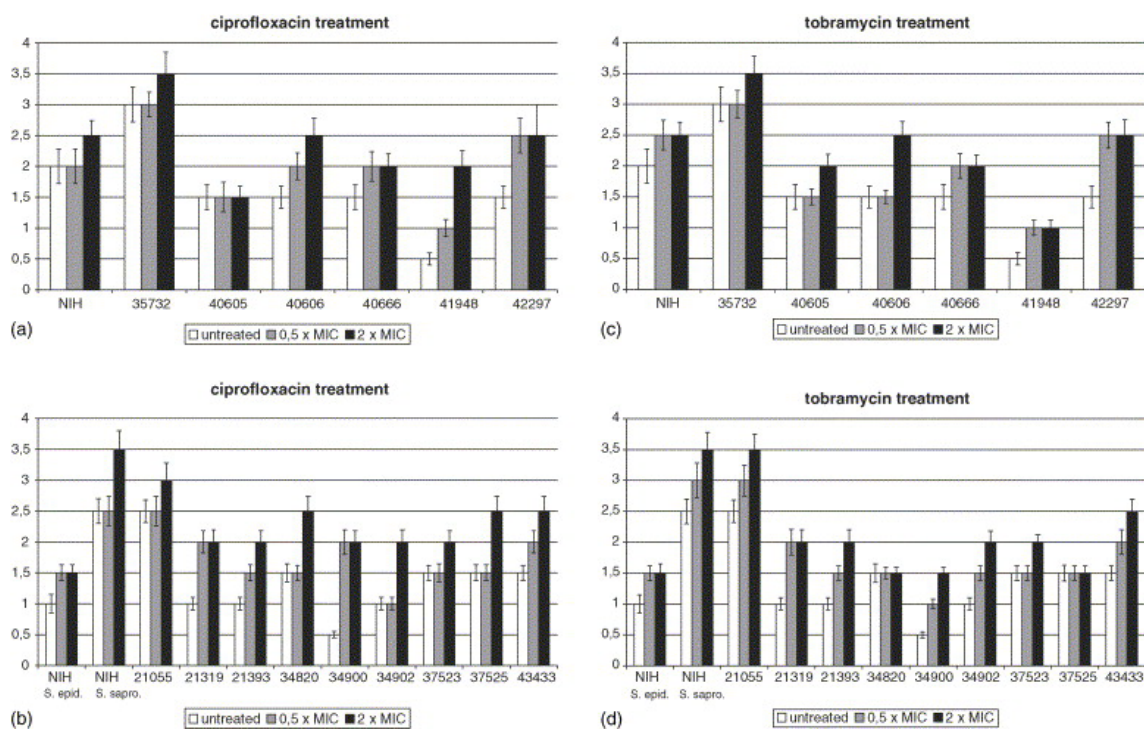 ciprofloxacin treatment
4
3,5
3
2,5
2
1,5
1
0,5
0
NIH 35732 40605 40606 40666 41948 42297
(a)
untreated 0,5 x MIC 2 x MIC
tobramycin treatment
4
3,5
3
2,5
2
1,5
1
0,5
0
NIH 35732 40605 40606 40666 41948 42297
(c)
untreated 0,5 x MIC 2 x MIC
ciprofloxacin treatment
4
3,5
3
2,5
2
1,5
1
0,5
0
NIH NIH 21055 21319 21393 34820 34900 34902 37523 37525 43433
S. epid. S. sapro.
(b)
untreated 0,5 x MIC 2 x MIC
tobramycin treatment
4
3,5
3
2,5
2
1,5
1
0,5
0
NIH NIH 21055 21319 21393 34820 34900 34902 37523 37525 43433
S. epid. S. sapro.
(d)
untreated 0,5 x MIC 2 x MIC